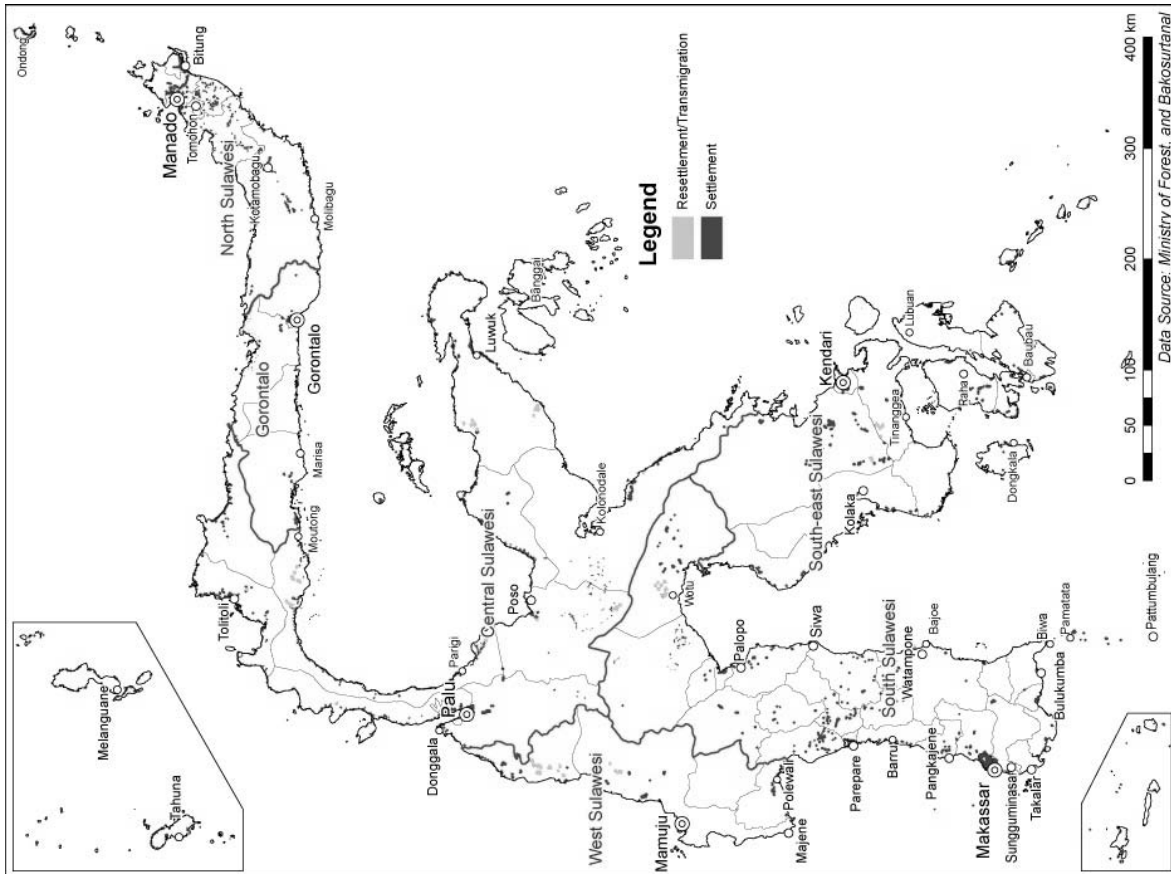 Ondong
Bitung
Manado
Tomohon
North Sulawesi
Kotamobagu
Molibagu
Gorontalo
Gorontalo
Marisa
Moutong
Tolitoli
Melanguane
Tahuna
Legend
Resettlement/Transmigration
Settlement
Banggai
Luwuk
Kolonodale
Central Sulawesi
Poso
Parigi
Palu
Donggala
West Sulawesi
Mamuju
Majene
Polewali
Wotu
Palopo
Siwa
South Sulawesi
Watampone
Bajoe
Parepare
Barru
Pangkajene
Makassar
Sungguminasan
Takalar
Bulukumba
Biwa
Pamatata
Pattumbujang
South-east Sulawesi
Kolaka
Kendari
Tinanggea
Raha
Lubuan
Baubau
Dongkala
0 50 100 200 300 400 km
Data Source: Ministry of Forest, and Bakosurtanal